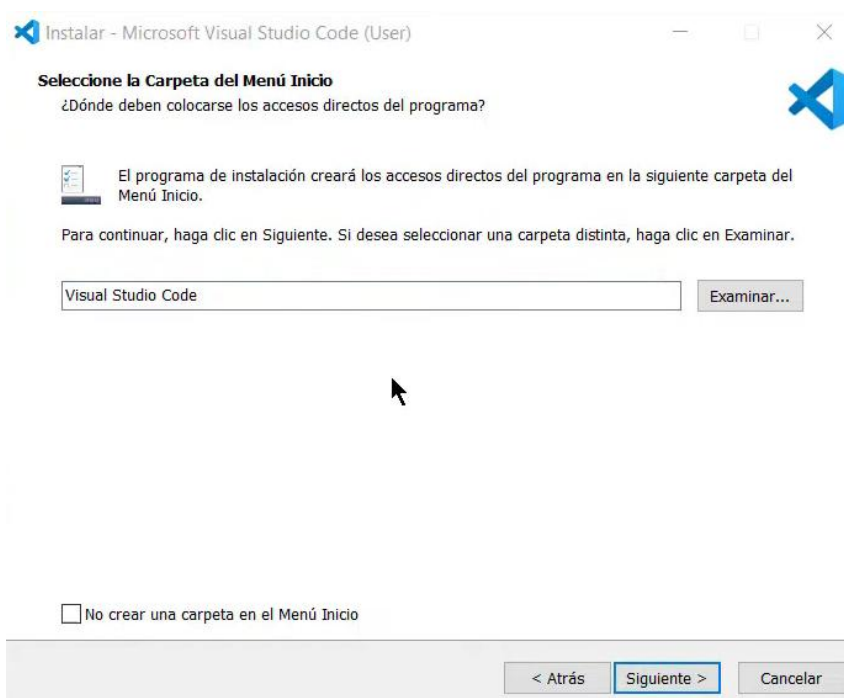 Instalar - Microsoft Visual Studio Code (User)
Seleccione la Carpeta del Menú Inicio
¿Dónde deben colocarse los accesos directos del programa?
El programa de instalación creará los accesos directos del programa en la siguiente carpeta del
Menú Inicio.
Para continuar, haga clic en Siguiente. Si desea seleccionar una carpeta distinta, haga clic en Examinar.
Visual Studio Code
Examinar...
No crear una carpeta en el Menú Inicio
< Atrás
Siguiente >
Cancelar